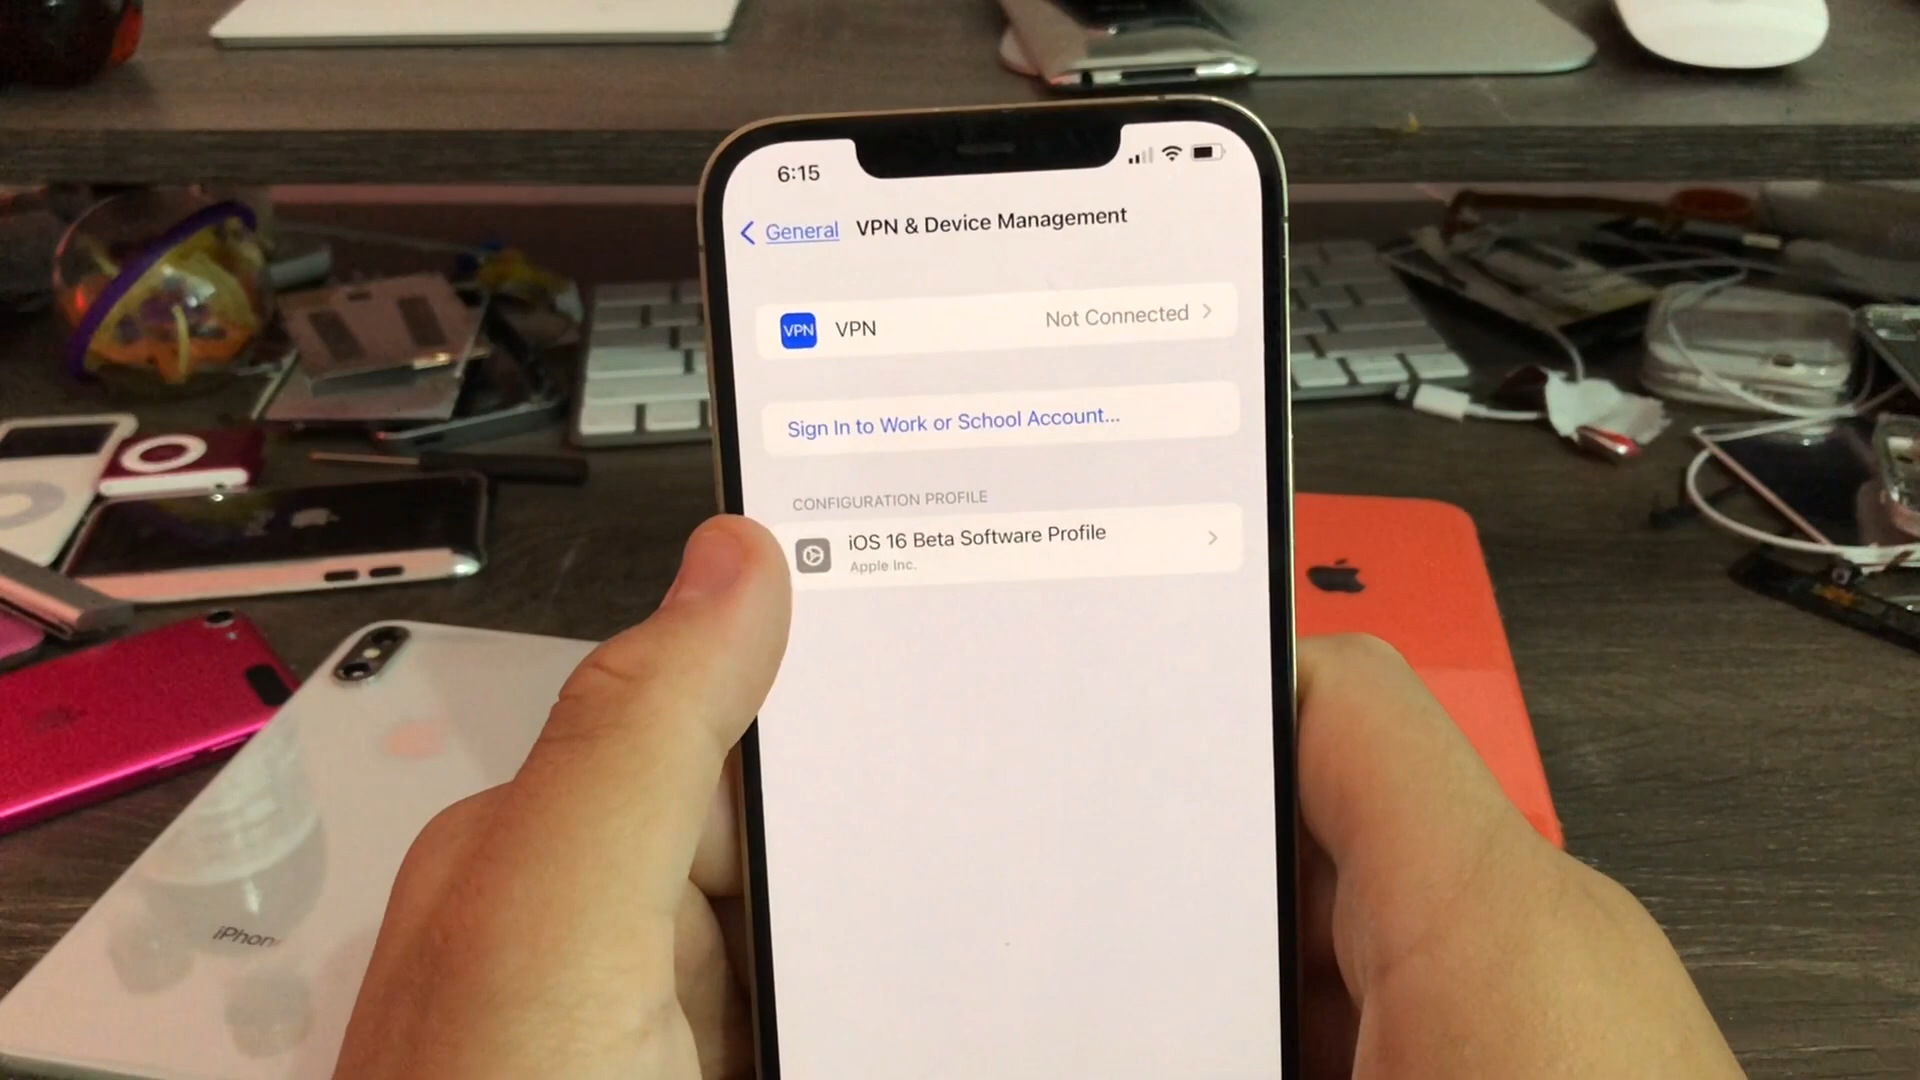 6:15
General VPN & Device Management
VPN VPN Not Connected
Sign In to Work or School Account...
CONFIGURATION PROFILE
iOS 16 Beta Software Profile
Apple Inc.